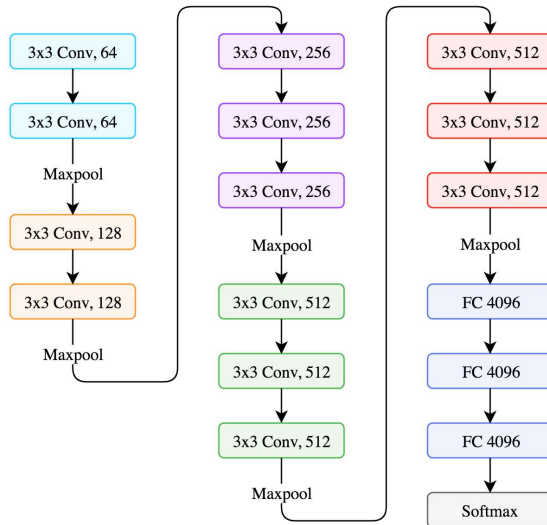 3x3 Conv, 64
3x3 Conv, 64
Maxpool
3x3 Conv, 128
3x3 Conv, 128
Maxpool
3x3 Conv, 256
3x3 Conv, 256
3x3 Conv, 256
Maxpool
3x3 Conv, 512
3x3 Conv, 512
3x3 Conv, 512
Maxpool
3x3 Conv, 512
3x3 Conv, 512
3x3 Conv, 512
Maxpool
FC 4096
FC 4096
FC 4096
Softmax